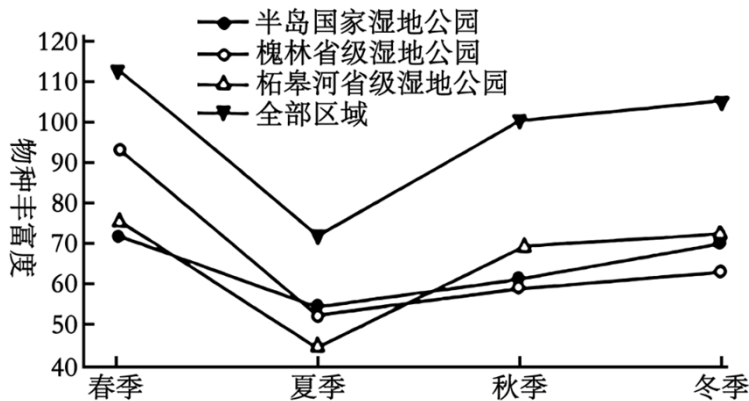 半岛国家湿地公园
槐林省级湿地公园
柘皋河省级湿地公园
全部区域
物种丰富度
120
110
100
90
80
70
60
50
40
春季 夏季 秋季 冬季